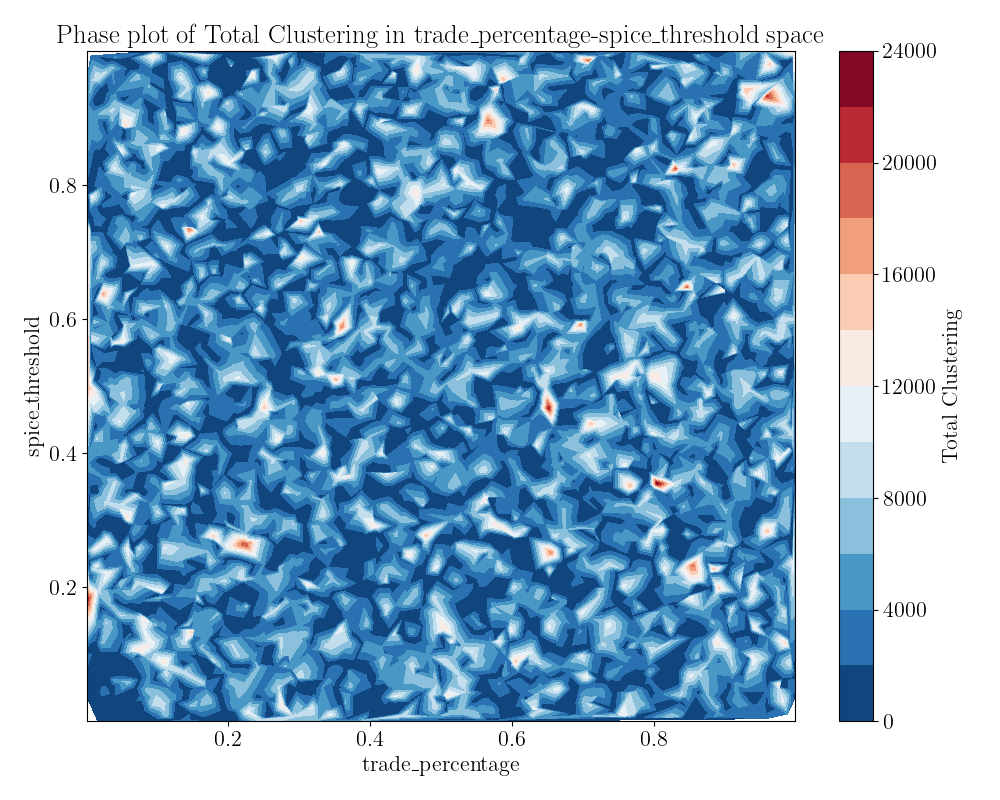 Phase plot of Total Clustering in trade_percentage-spice_threshold space
24000
20000
16000
12000
8000
4000
0
Total Clustering
0.8
0.6
0.4
0.2
spice_threshold
0.2 0.4 0.6 0.8
trade_percentage